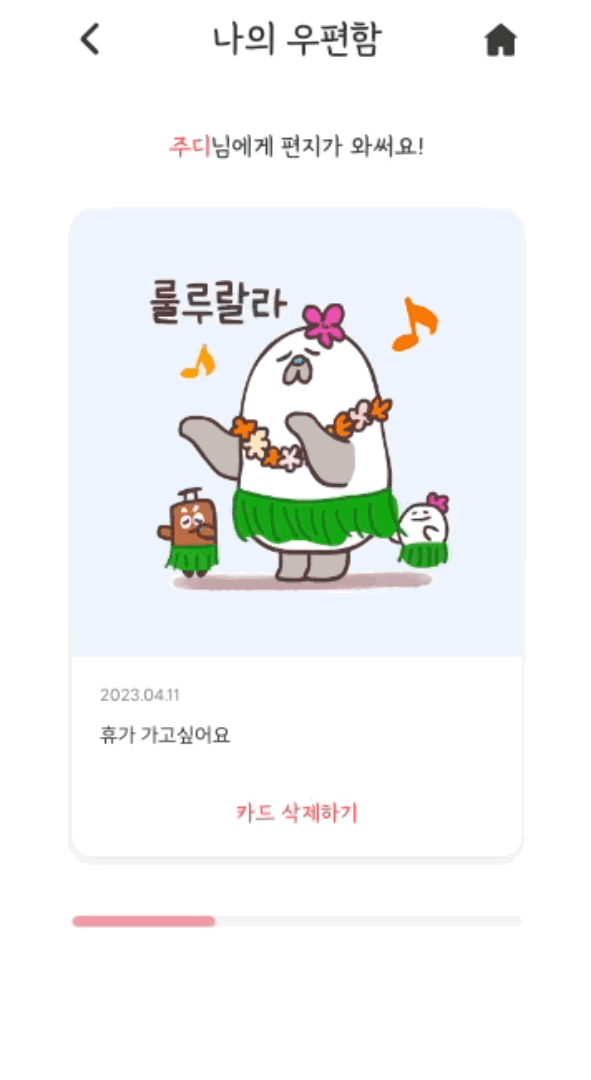 나의 우편함
주디님에게 편지가 와써요!
룰루랄라
2023.04.11
휴가 가고싶어요
카드 삭제하기